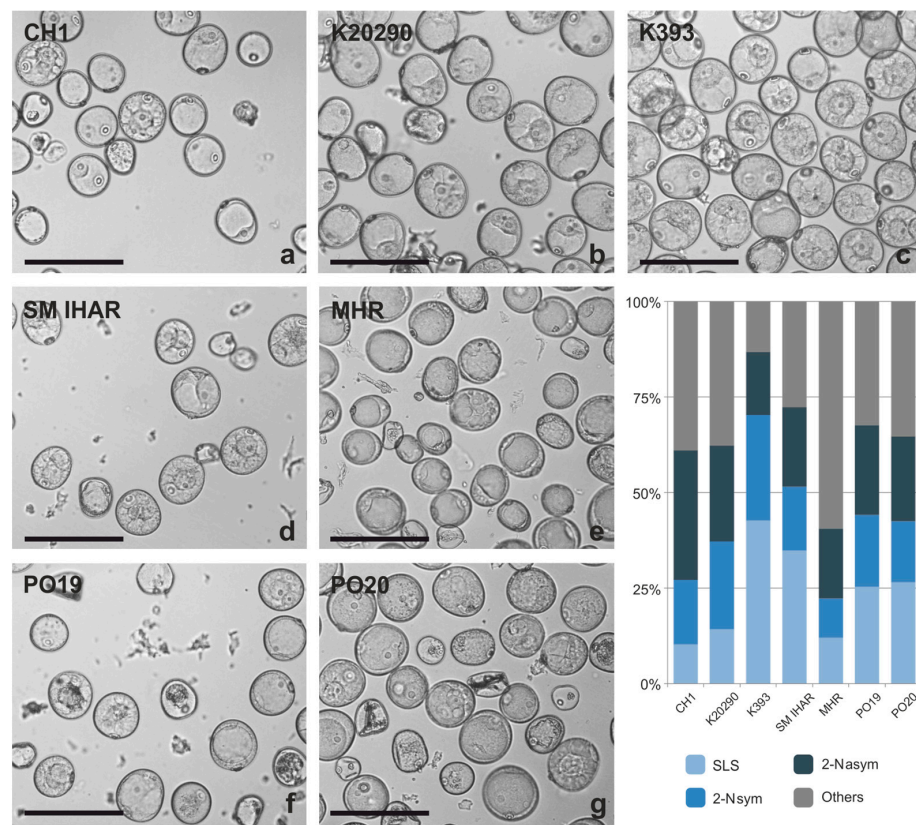 CH1
a
K20290
b
K393
c
SM IHAR
d
MHR
e
PO19
f
PO20
g
100%
75%
50%
25%
0%
CH1
K20290
K393
SM IHAR
MHR
PO19
PO20
SLS
2-Nasym
2-Nsym
Others